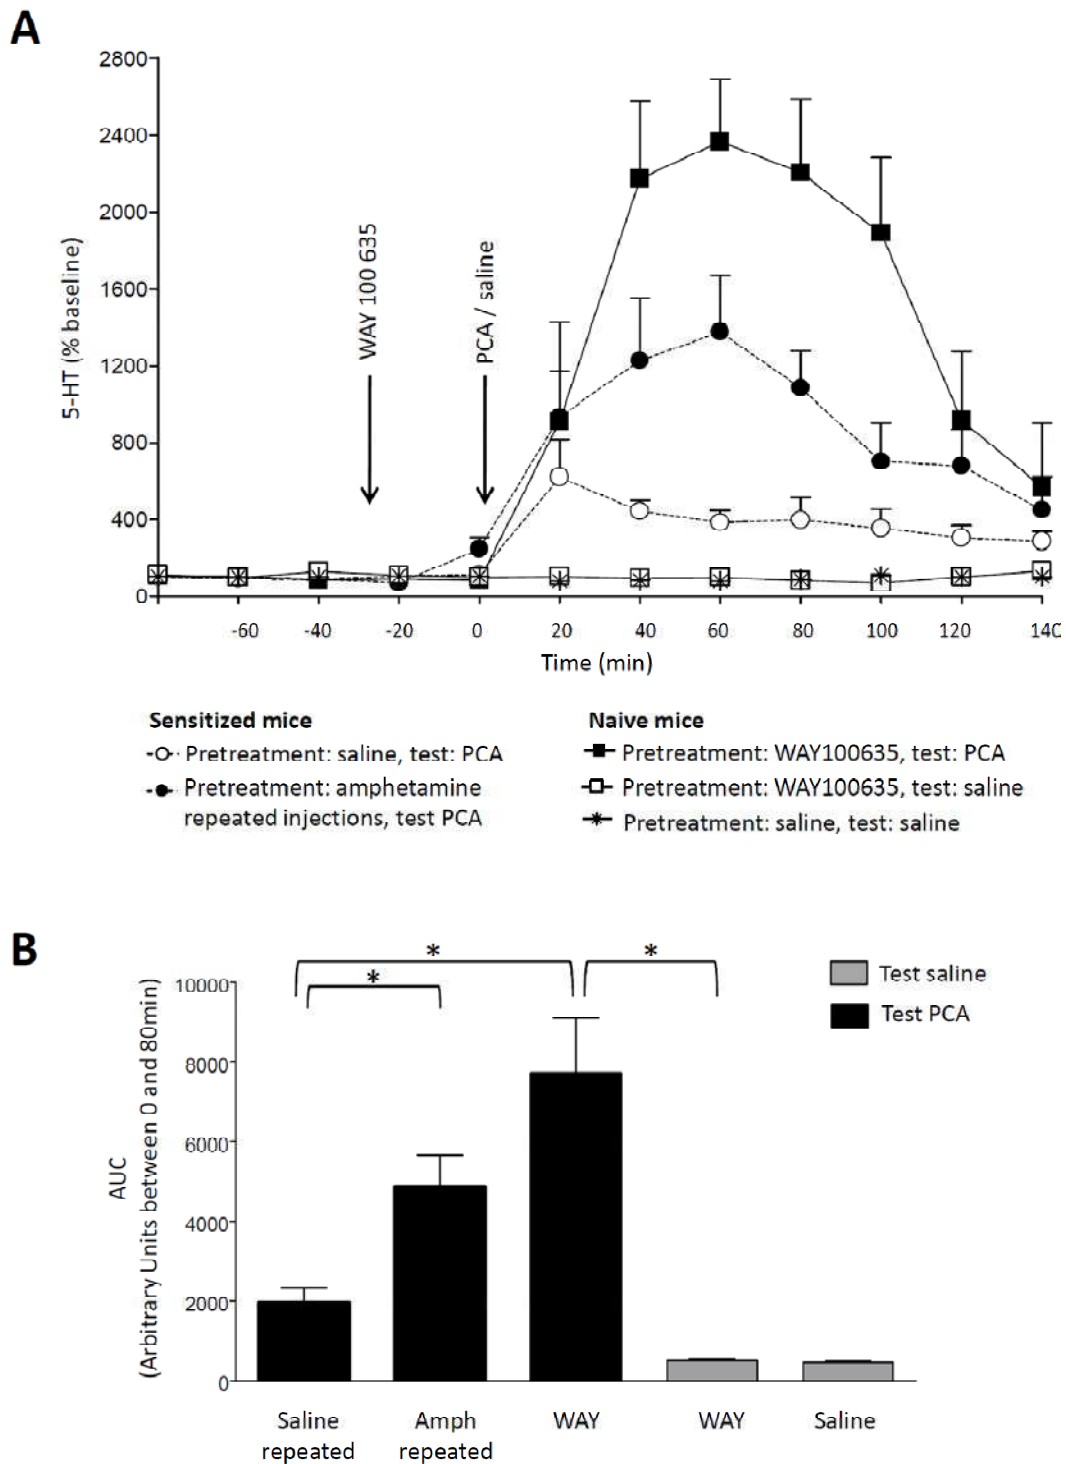 A
2800
2400
2000
1600
1200
800
400
0
5-HT (% baseline)
WAY 100 635
PCA / saline
-60 -40 -20 0 20 40 60 80 100 120 140
Time (min)
Sensitized mice
Pretreatment: saline, test: PCA
Pretreatment: amphetamine
repeated injections, test PCA
Naive mice
Pretreatment: WAY100635, test: PCA
Pretreatment: WAY100635, test: saline
Pretreatment: saline, test: saline
B
* *
*
Test saline
Test PCA
10000
8000
6000
4000
2000
0
AUC
(Arbitrary Units between 0 and 80min)
Saline Amph WAY WAY Saline
repeated repeated